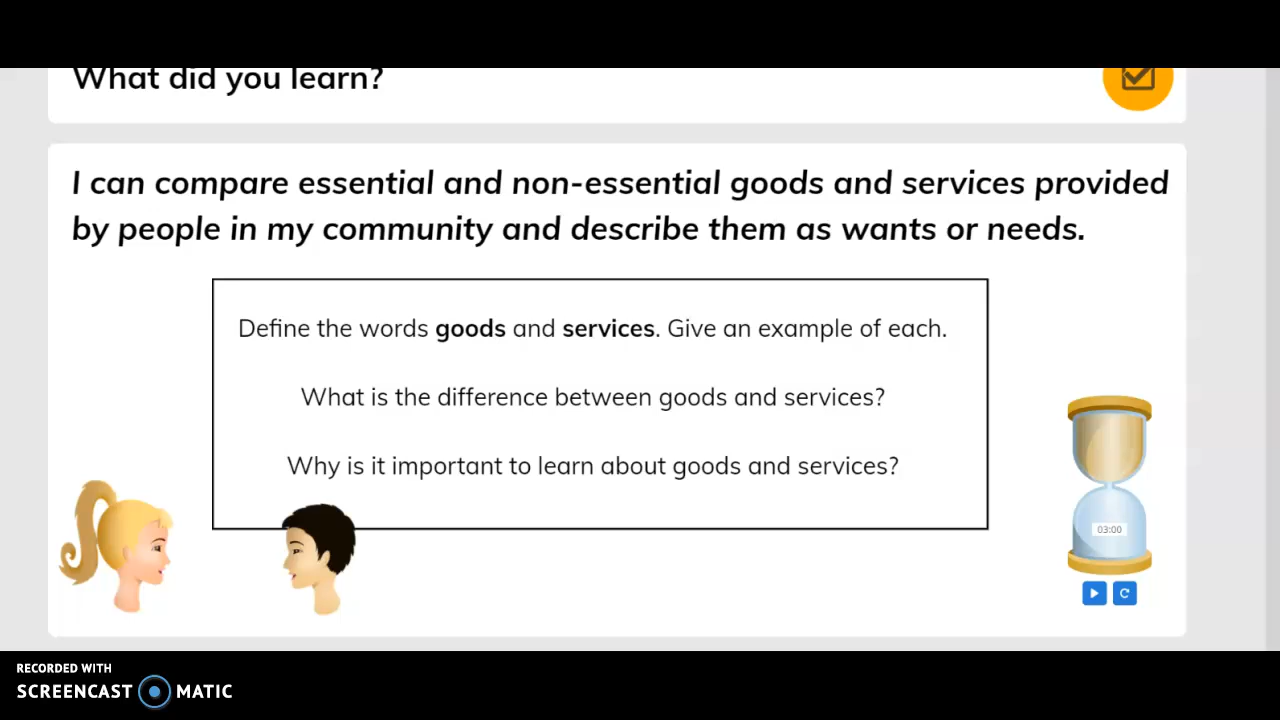 What did you learn?
I can compare essential and non-essential goods and services provided
by people in my community and describe them as wants or needs.
Define the words goods and services. Give an example of each.
What is the difference between goods and services?
Why is it important to learn about goods and services?
03:00
RECORDED WITH
SCREENCAST MATIC